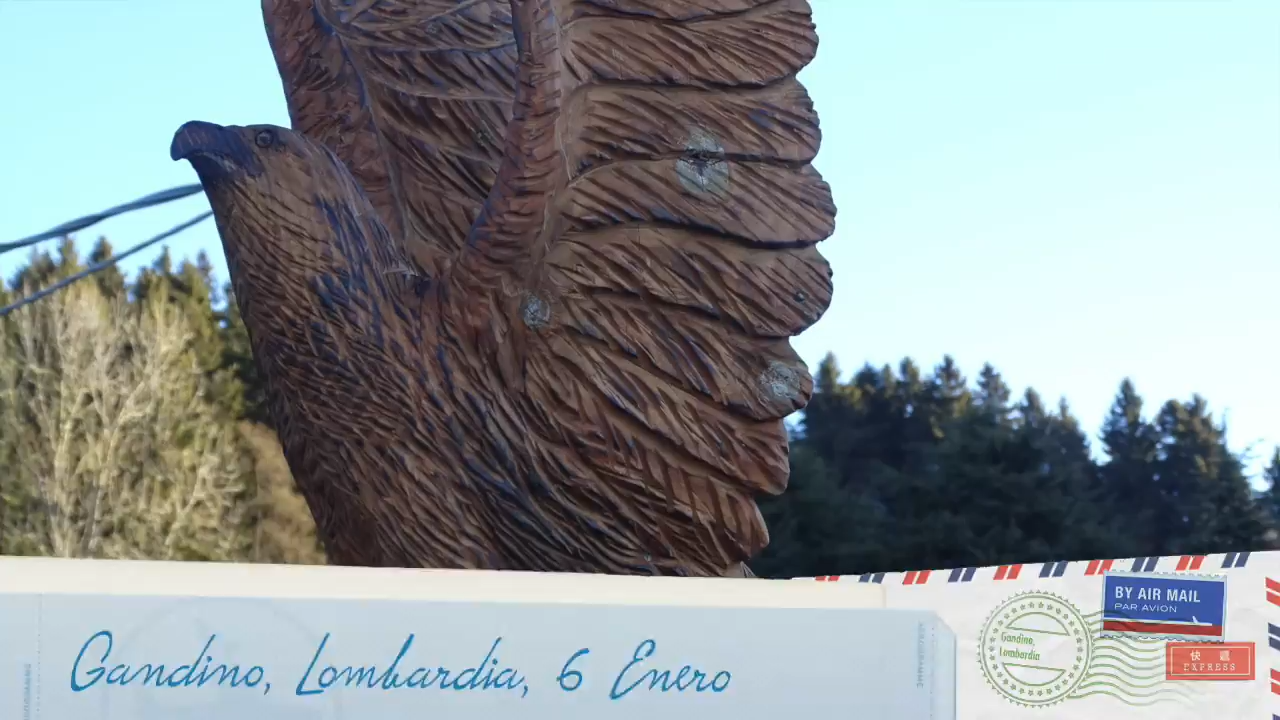 Gandino, Lombardia, 6 Enero
Gandino,
Lombardia
BY AIR MAIL
PAR AVION
快 遞
EXPRESS